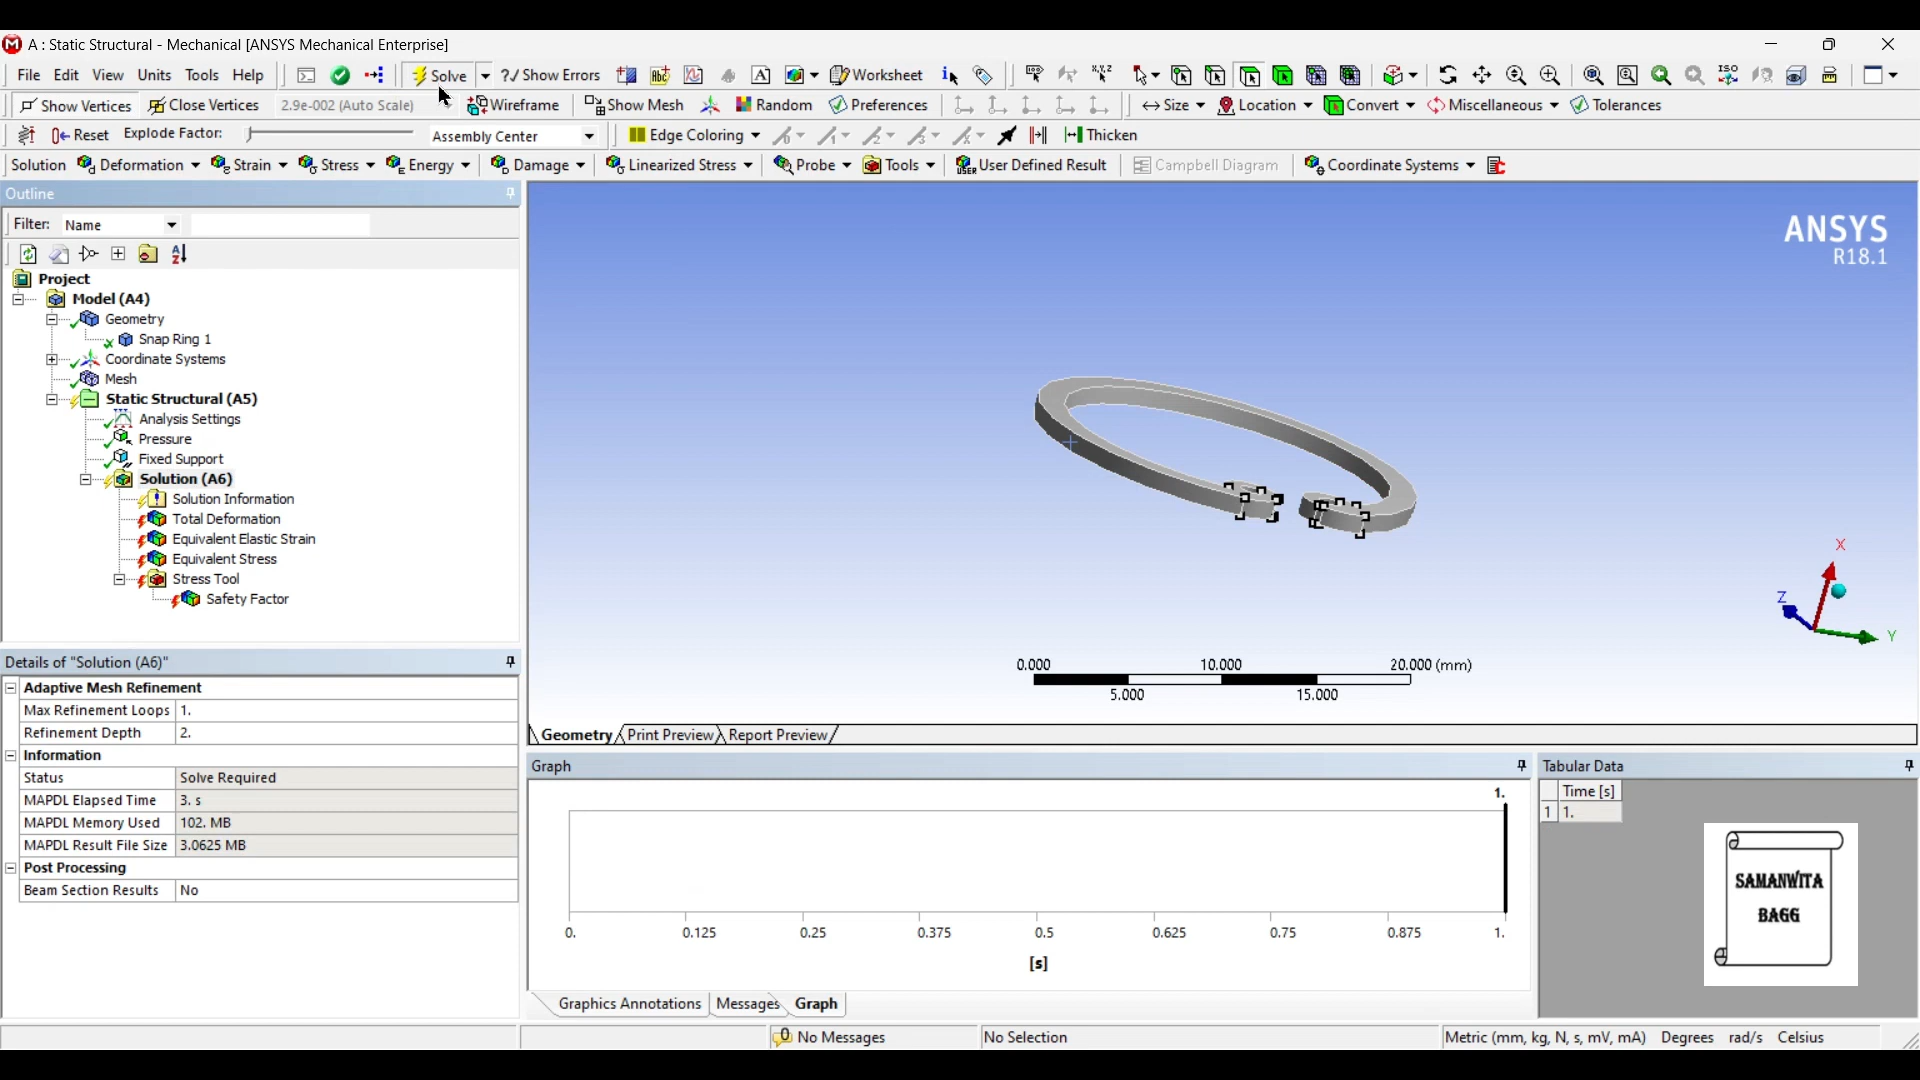 A : Static Structural - Mechanical [ANSYS Mechanical Enterprise]
File Edit View Units Tools Help Solve ?✓ Show Errors Worksheet
Show Vertices Close Vertices 2.9e-002 (Auto Scale) Wireframe Show Mesh Random Preferences Size Location Convert Miscellaneous Tolerances
Reset Explode Factor: Assembly Center Edge Coloring Thicken
Solution Deformation Strain Stress Energy Damage Linearized Stress Probe Tools User Defined Result Campbell Diagram Coordinate Systems
Outline
Filter: Name
Project
Model (A4)
Geometry
Snap Ring 1
Coordinate Systems
Mesh
Static Structural (A5)
Analysis Settings
Pressure
Fixed Support
Solution (A6)
Solution Information
Total Deformation
Equivalent Elastic Strain
Equivalent Stress
Stress Tool
Safety Factor
Details of "Solution (A6)"
Adaptive Mesh Refinement
Max Refinement Loops 1.
Refinement Depth 2.
Information
Status Solve Required
MAPDL Elapsed Time 3. s
MAPDL Memory Used 102. MB
MAPDL Result File Size 3.0625 MB
Post Processing
Beam Section Results No
ANSYS
R18.1
X
Z
Y
0.000 10.000 20.000 (mm)
5.000 15.000
Geometry Print Preview Report Preview
Graph
1.
0. 0.125 0.25 0.375 0.5 0.625 0.75 0.875 1.
[s]
Graphics Annotations Messages Graph
Tabular Data
Time [s]
1 1.
SAMANWITA
BAGG
No Messages No Selection Metric (mm, kg, N, s, mV, mA) Degrees rad/s Celsius